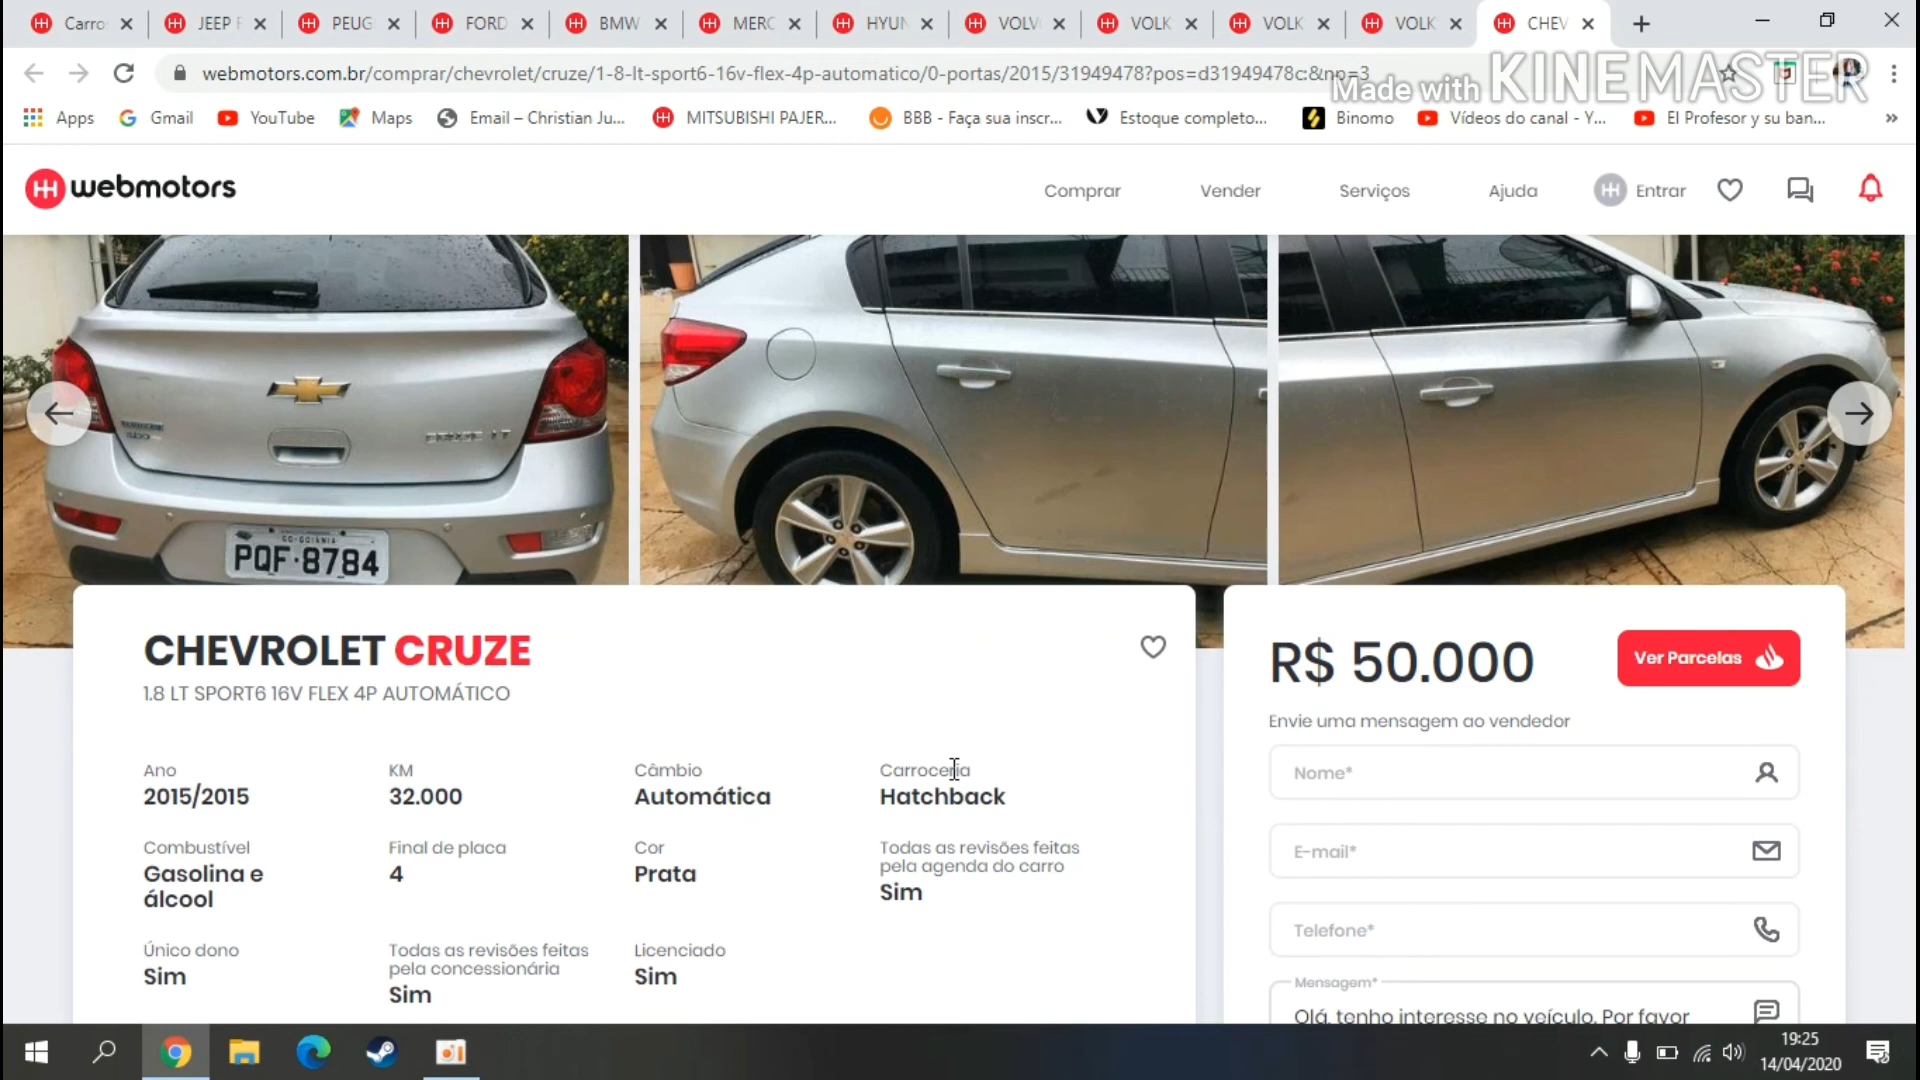 Carro
JEEP
PEUG
FORD
BMW
MERC
HYUN
VOLV
VOLK
VOLK
VOLK
CHEV
webmotors.com.br/comprar/chevrolet/cruze/1-8-lt-sport6-16v-flex-4p-automatico/0-portas/2015/31949478?pos=d31949478c:&np=3
Made with KINEMASTER
Apps
Gmail
YouTube
Maps
Email – Christian Ju...
MITSUBISHI PAJER...
BBB - Faça sua inscr...
Estoque completo...
Binomo
Vídeos do canal - Y...
El Profesor y su ban...
webmotors
Comprar
Vender
Serviços
Ajuda
Entrar
CRUZE LT
GO-GOIANIA
PQF·8784
CHEVROLET CRUZE
1.8 LT SPORT6 16V FLEX 4P AUTOMÁTICO
Ano
2015/2015
KM
32.000
Câmbio
Automática
Carroceria
Hatchback
Combustível
Gasolina e
álcool
Final de placa
4
Cor
Prata
Todas as revisões feitas
pela agenda do carro
Sim
Único dono
Sim
Todas as revisões feitas
pela concessionária
Sim
Licenciado
Sim
R$ 50.000
Ver Parcelas
Envie uma mensagem ao vendedor
Nome*
E-mail*
Telefone*
Mensagem*
Olá, tenho interesse no veículo. Por favor
19:25
14/04/2020